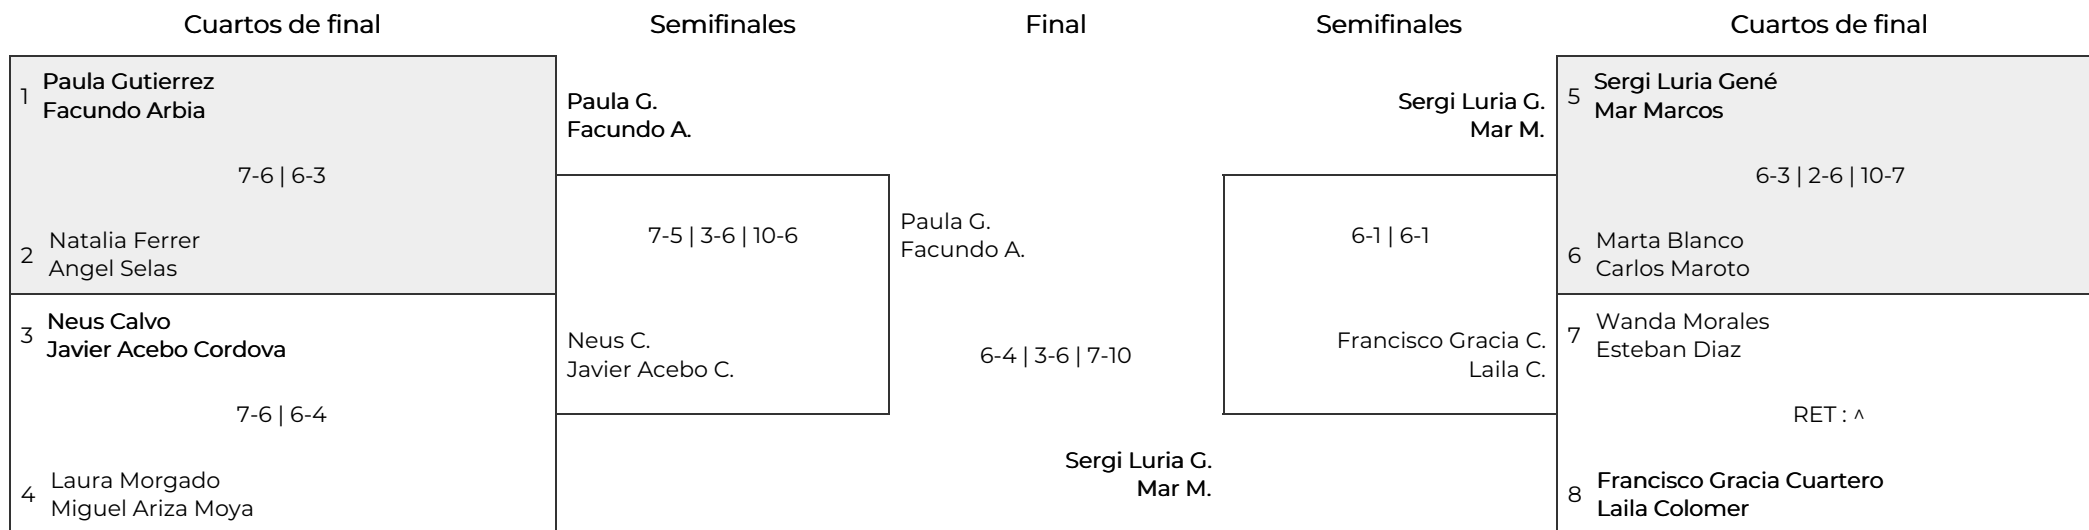 Cuartos de final
Semifinales
Final
Semifinales
Cuartos de final
1
Paula Gutierrez
Facundo Arbia
7-6 | 6-3
2
Natalia Ferrer
Angel Selas
3
Neus Calvo
Javier Acebo Cordova
7-6 | 6-4
4
Laura Morgado
Miguel Ariza Moya
Paula G.
Facundo A.
7-5 | 3-6 | 10-6
Neus C.
Javier Acebo C.
Paula G.
Facundo A.
6-4 | 3-6 | 7-10
Sergi Luria G.
Mar M.
Sergi Luria G.
Mar M.
6-1 | 6-1
Francisco Gracia C.
Laila C.
5
Sergi Luria Gené
Mar Marcos
6-3 | 2-6 | 10-7
6
Marta Blanco
Carlos Maroto
7
Wanda Morales
Esteban Diaz
RET : ^
8
Francisco Gracia Cuartero
Laila Colomer